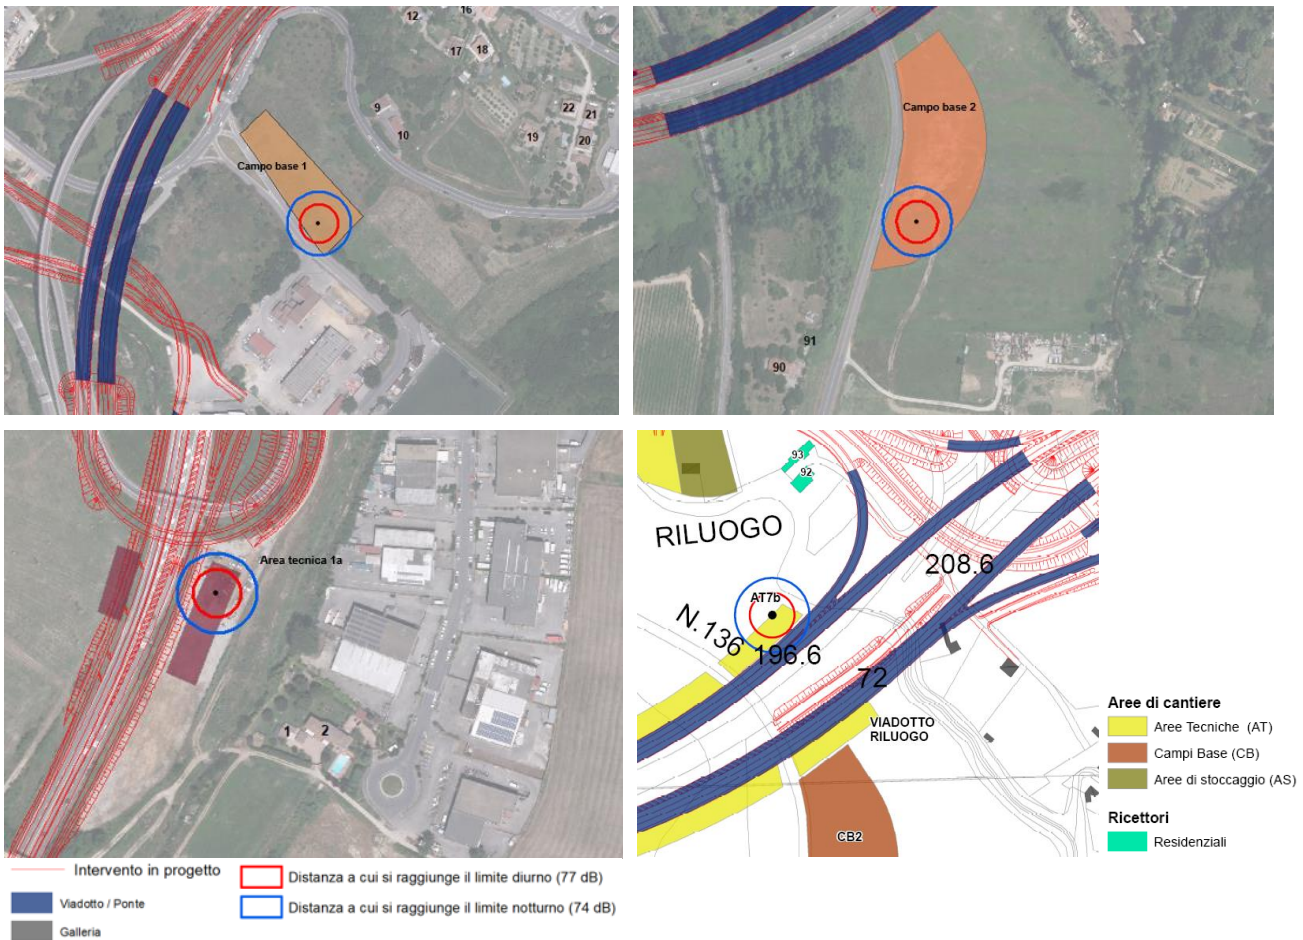 12
16
17
18
9
10
22
21
19
20
Campo base 1
Campo base 2
91
90
Area tecnica 1a
1
2
93
92
RILUOGO
208.6
AT7b
N.136
196.6
72
VIADOTTO
RILUOGO
CB2
Aree di cantiere
Aree Tecniche (AT)
Campi Base (CB)
Aree di stoccaggio (AS)
Ricettori
Residenziali
Intervento in progetto
Viadotto / Ponte
Galleria
Distanza a cui si raggiunge il limite diurno (77 dB)
Distanza a cui si raggiunge il limite notturno (74 dB)